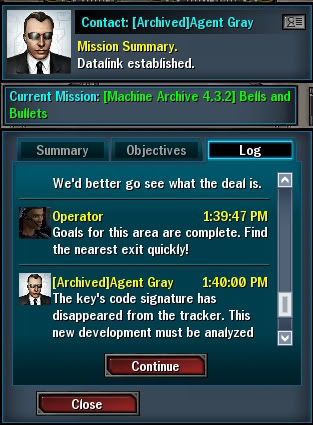 Contact: [Archived]Agent Gray
Mission Summary.
Datalink established.
Current Mission: [Machine Archive 4.3.2] Bells and
Bullets
Summary
Objectives
Log
We'd better go see what the deal is.
Operator 1:39:47 PM
Goals for this area are complete. Find
the nearest exit quickly!
[Archived]Agent Gray 1:40:00 PM
The key's code signature has
disappeared from the tracker. This
new development must be analyzed
Continue
Close